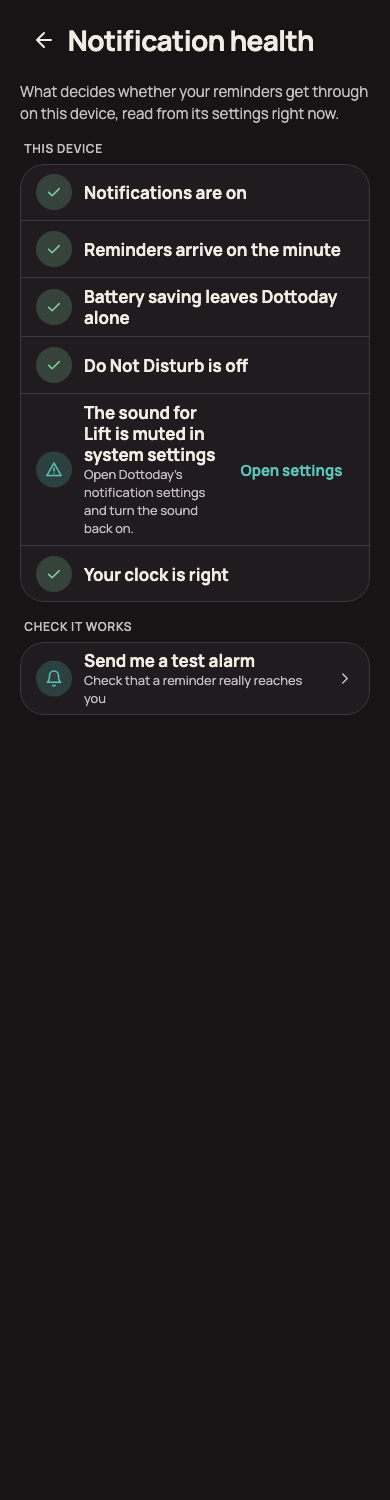 Notification health
What decides whether your reminders get through
on this device, read from its settings right now.
THIS DEVICE
Notifications are on
Reminders arrive on the minute
Battery saving leaves Dottoday
alone
Do Not Disturb is off
The sound for
Lift is muted in
system settings
Open Dottoday's
notification settings
and turn the sound
back on.
Open settings
Your clock is right
CHECK IT WORKS
Send me a test alarm
Check that a reminder really reaches
you